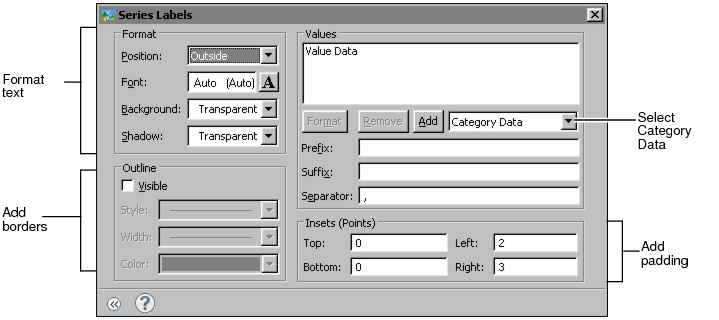 Series Labels
Format
Position: Outside
Font: Auto (Auto) A
Background: Transparent
Shadow: Transparent
Outline
Visible
Style:
Width:
Color:
Values
Value Data
Format Remove Add Category Data
Prefix:
Suffix:
Separator: ,
Insets (Points)
Top: 0 Left: 2
Bottom: 0 Right: 3
Format
text
Add
borders
Select
Category
Data
Add
padding